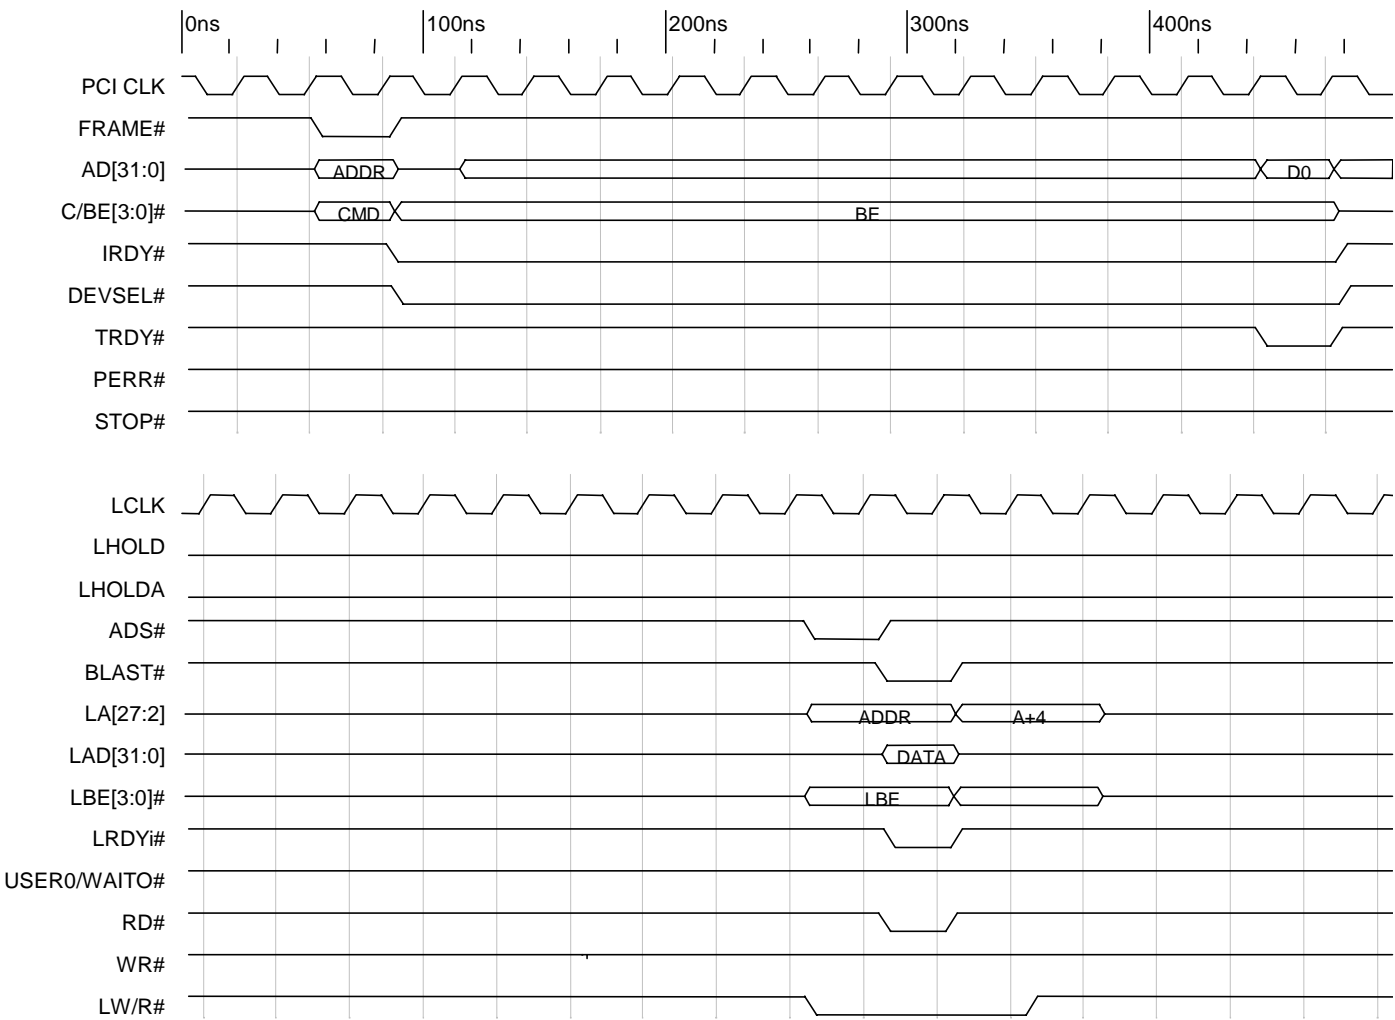 0ns 100ns 200ns 300ns 400ns
PCI CLK
FRAME#
AD[31:0] ADDR D0
C/BE[3:0]# CMD BE
IRDY#
DEVSEL#
TRDY#
PERR#
STOP#
LCLK
LHOLD
LHOLDA
ADS#
BLAST#
LA[27:2] ADDR A+4
LAD[31:0] DATA
LBE[3:0]# LBE
LRDYi#
USER0/WAITO#
RD#
WR#
LW/R#